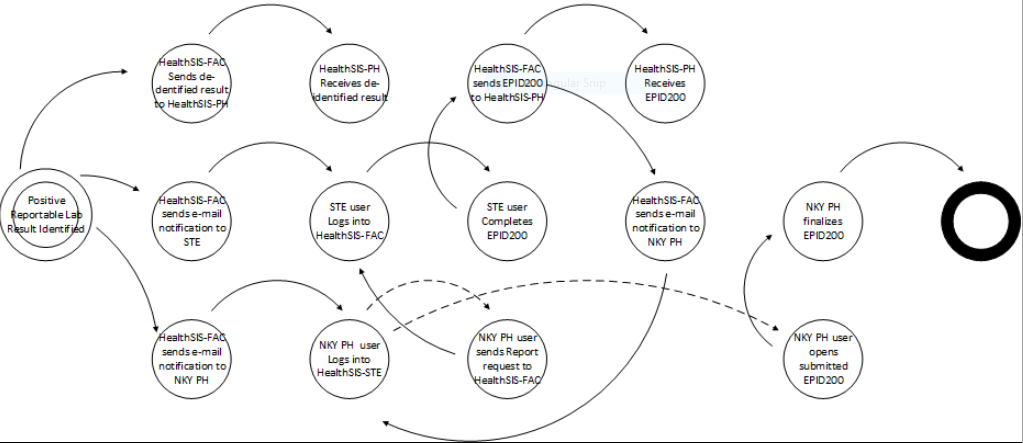 HealthSIS-FAC
Sends de-
dentified result
to HealthSIS-PH
HealthSIS-PH
Receives de-
identified result
HealthSIS-FAC
sends EPID200
to HealthSIS-PH
Snip
HealthSIS-PH
Receives
EPID200
Positive
Reportable Lab
Result Identified
HealthSIS-FAC
sends e-mail
notification to
STE
STE user
Logs into
HealthSIS-FAC
STE user
Completes
EPID200
HealthSIS-FAC
sends e-mail
notification to
NKY PH
NKY PH
finalizes
EPID200
HealthSIS-FAC
sends e-mail
notification to
NKY PH
NKY PH user
Logs into
HealthSIS-STE
NKY PH user
sends Report
request to
HealthSIS-FAC
NKY PH user
opens
submitted
EPID200